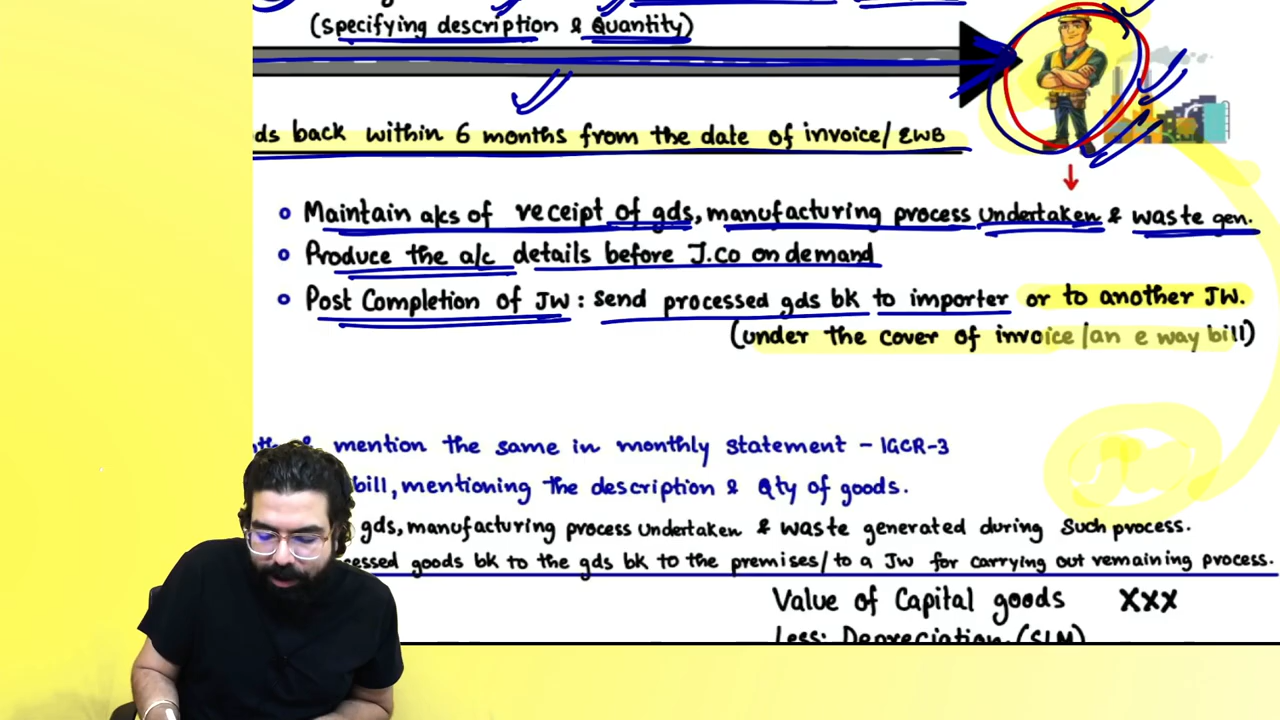 (specifying description & Quantity)
ds back within 6 months from the date of invoice/ EWB
Maintain a/cs of receipt of gds, manufacturing process undertaken & waste gen.
Produce the a/c details before J.Co on demand
Post Completion of JW: Send processed gds bk to importer or to another JW.
(under the cover of invoice/an e way bill)
mention the same in monthly statement - IGCR-3
bill, mentioning the description & Qty of goods.
gds, manufacturing process undertaken & waste generated during Such process.
cessed goods bk to the gds bk to the premises/ to a Jw for carrying out remaining process.
Value of Capital goods XXX
Less: Depreciation (SLM)